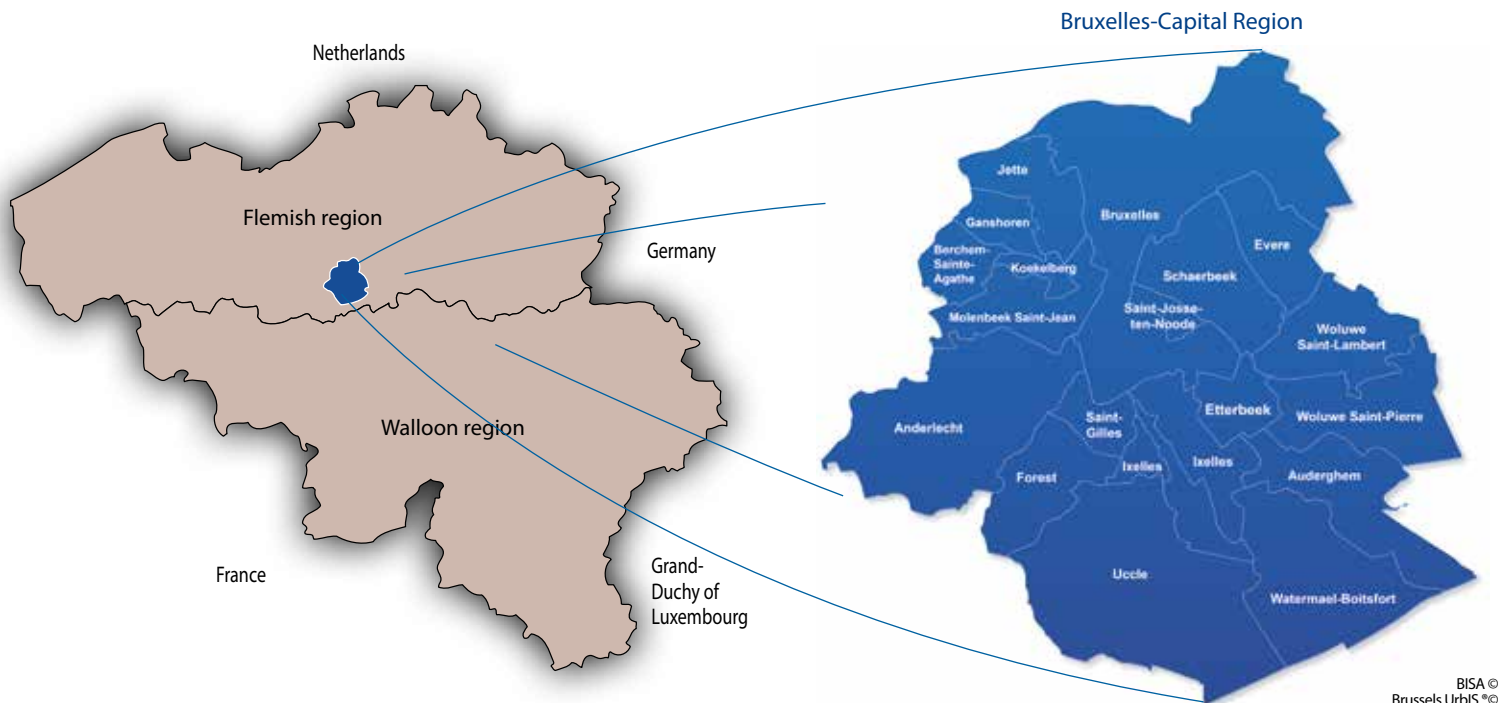 Bruxelles-Capital Region
Netherlands
Flemish region
Germany
Walloon region
France
Grand-
Duchy of
Luxembourg
Jette
Ganshoren
Bruxelles
Berchem-
Sainte-
Agathe
Koekelberg
Evere
Schaerbeek
Molenbeek Saint-Jean
Saint-Josse-
ten-Noode
Woluwe
Saint-Lambert
Anderlecht
Saint-
Gilles
Etterbeek
Woluwe Saint-Pierre
Forest
Ixelles
Ixelles
Auderghem
Uccle
Watermael-Boitsfort
BISA ©
Brussels UrbIS ®©